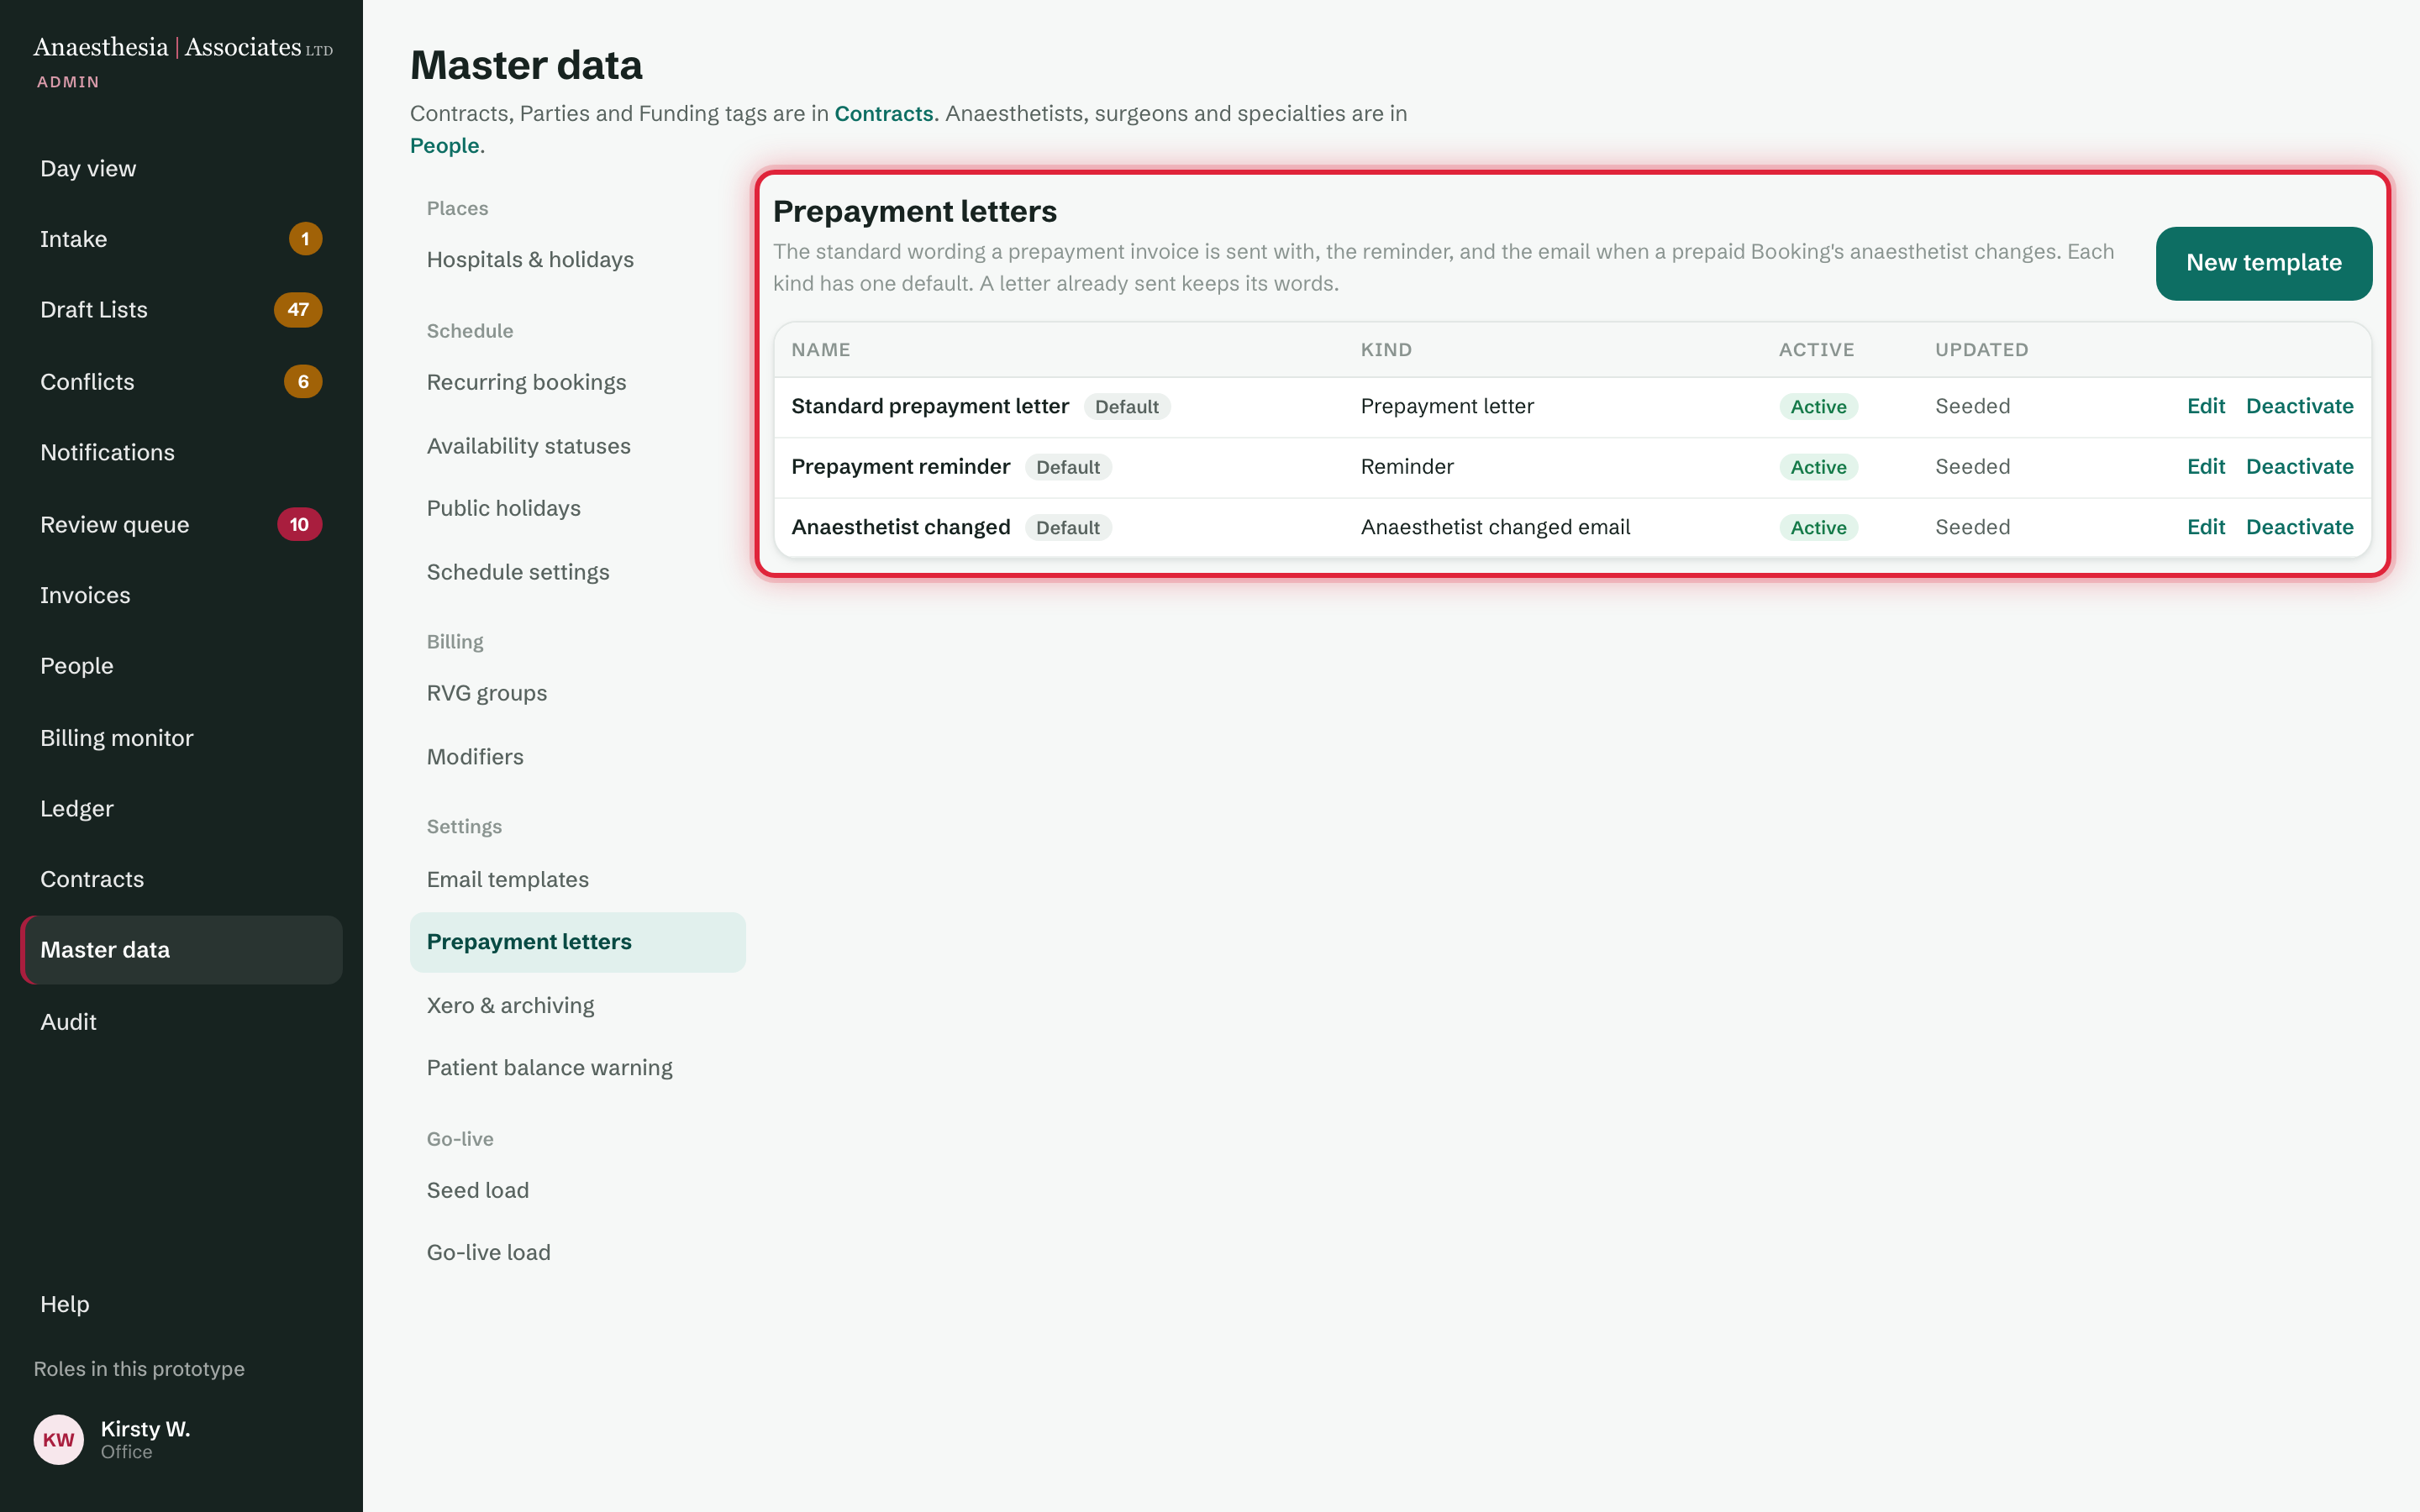 Anaesthesia | Associates LTD
ADMIN
Day view
Intake 1
Draft Lists 47
Conflicts 6
Notifications
Review queue 10
Invoices
People
Billing monitor
Ledger
Contracts
Master data
Audit
Help
Roles in this prototype
KW
Kirsty W.
Office
Master data
Contracts, Parties and Funding tags are in Contracts. Anaesthetists, surgeons and specialties are in
People.
Places
Hospitals & holidays
Schedule
Recurring bookings
Availability statuses
Public holidays
Schedule settings
Billing
RVG groups
Modifiers
Settings
Email templates
Prepayment letters
Xero & archiving
Patient balance warning
Go-live
Seed load
Go-live load
Prepayment letters
The standard wording a prepayment invoice is sent with, the reminder, and the email when a prepaid Booking's anaesthetist changes. Each
kind has one default. A letter already sent keeps its words.
New template
NAME KIND ACTIVE UPDATED
Standard prepayment letter Default Prepayment letter Active Seeded Edit Deactivate
Prepayment reminder Default Reminder Active Seeded Edit Deactivate
Anaesthetist changed Default Anaesthetist changed email Active Seeded Edit Deactivate